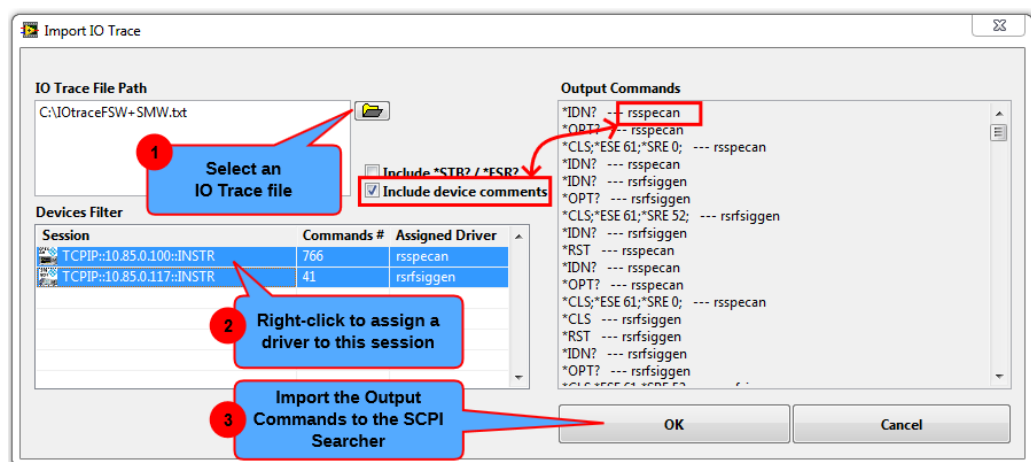 Import IO Trace
IO Trace File Path
C:\IOtraceFSW+SMW.txt
1
Select an
IO Trace file
Include *STB? / *ESR?
Include device comments
Devices Filter
Session Commands # Assigned Driver
TCPIP::10.85.0.100::INSTR 766 rsspecan
TCPIP::10.85.0.117::INSTR 41 rsrfsiggen
2
Right-click to assign a
driver to this session
Output Commands
*IDN? --- rsspecan
*OPT? --- rsspecan
*CLS;*ESE 61;*SRE 0; --- rsspecan
*IDN? --- rsspecan
*IDN? --- rsrfsiggen
*OPT? --- rsrfsiggen
*CLS;*ESE 61;*SRE 52; --- rsrfsiggen
*IDN? --- rsrfsiggen
*RST --- rsspecan
*IDN? --- rsspecan
*OPT? --- rsspecan
*CLS;*ESE 61;*SRE 0; --- rsspecan
*CLS --- rsrfsiggen
*RST --- rsrfsiggen
*IDN? --- rsrfsiggen
*OPT? --- rsrfsiggen
3
Import the Output
Commands to the SCPI
Searcher
OK
Cancel